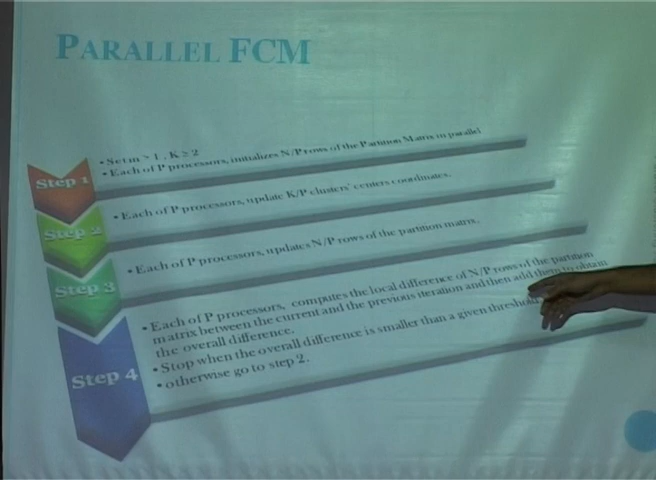 PARALLEL FCM
Step 1
• Set m > 1 , K ≥ 2
• Each of P processors, initializes N/P rows of the Partition Matrix in parallel
Step 2
• Each of P processors, update K/P clusters' centers coordinates.
Step 3
• Each of P processors, updates N/P rows of the partition matrix.
Step 4
• Each of P processors, computes the local difference of N/P rows of the partition
matrix between the current and the previous iteration and then add them to obtain
the overall difference.
• Stop when the overall difference is smaller than a given threshold
• otherwise go to step 2.